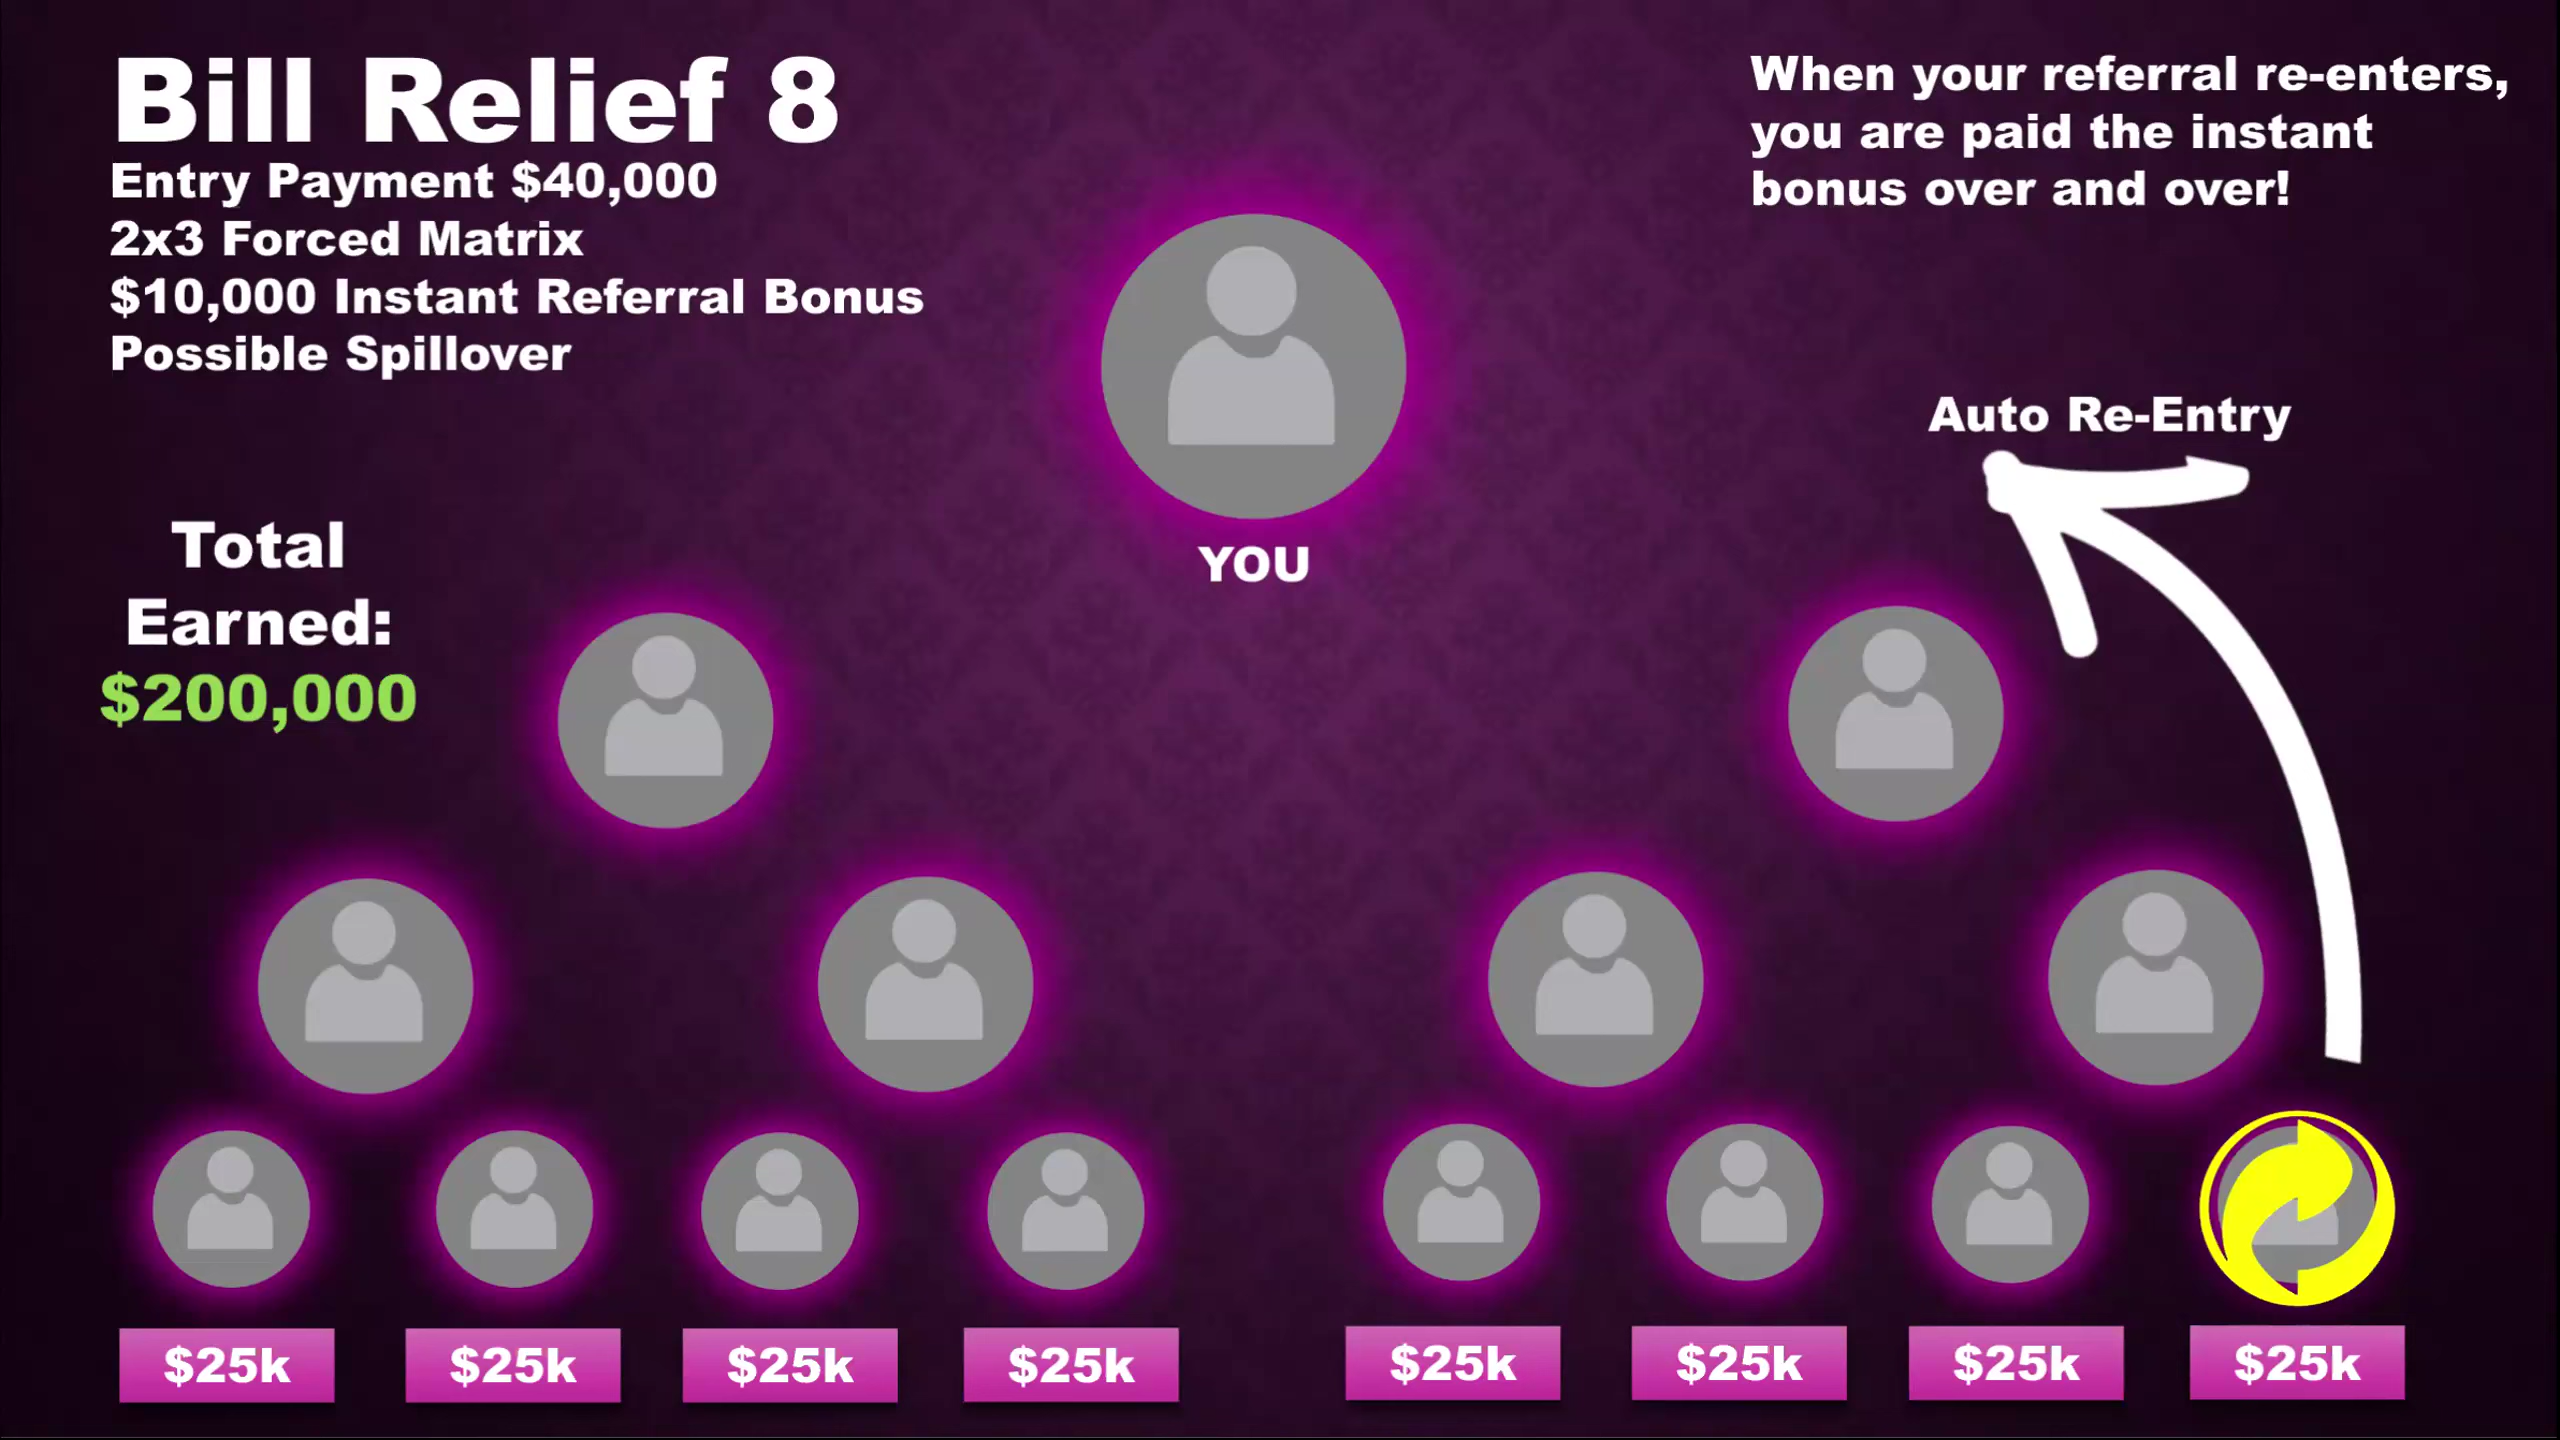 Bill Relief 8
Entry Payment $40,000
2x3 Forced Matrix
$10,000 Instant Referral Bonus
Possible Spillover
When your referral re-enters,
you are paid the instant
bonus over and over!
Auto Re-Entry
YOU
Total
Earned:
$200,000
$25k $25k $25k $25k $25k $25k $25k $25k